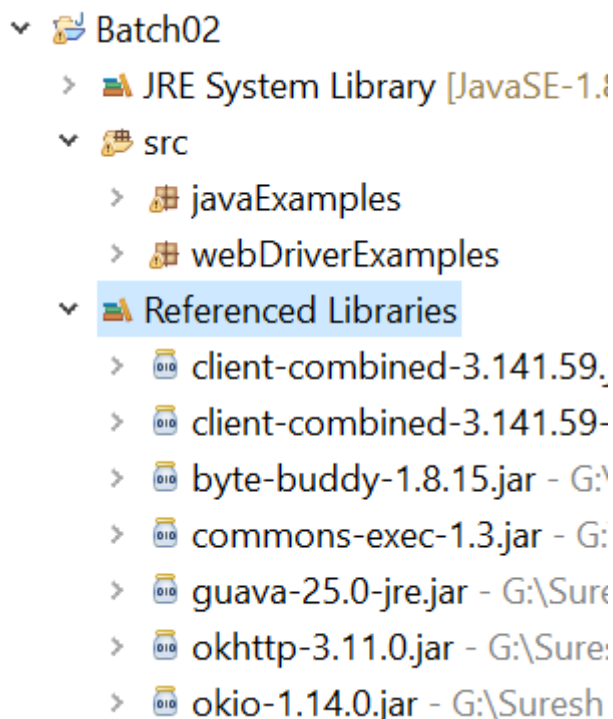 Batch02
JRE System Library [JavaSE-1.8
src
javaExamples
webDriverExamples
Referenced Libraries
client-combined-3.141.59.j
client-combined-3.141.59-
byte-buddy-1.8.15.jar - G:\
commons-exec-1.3.jar - G:
guava-25.0-jre.jar - G:\Sure
okhttp-3.11.0.jar - G:\Sures
okio-1.14.0.jar - G:\Suresh